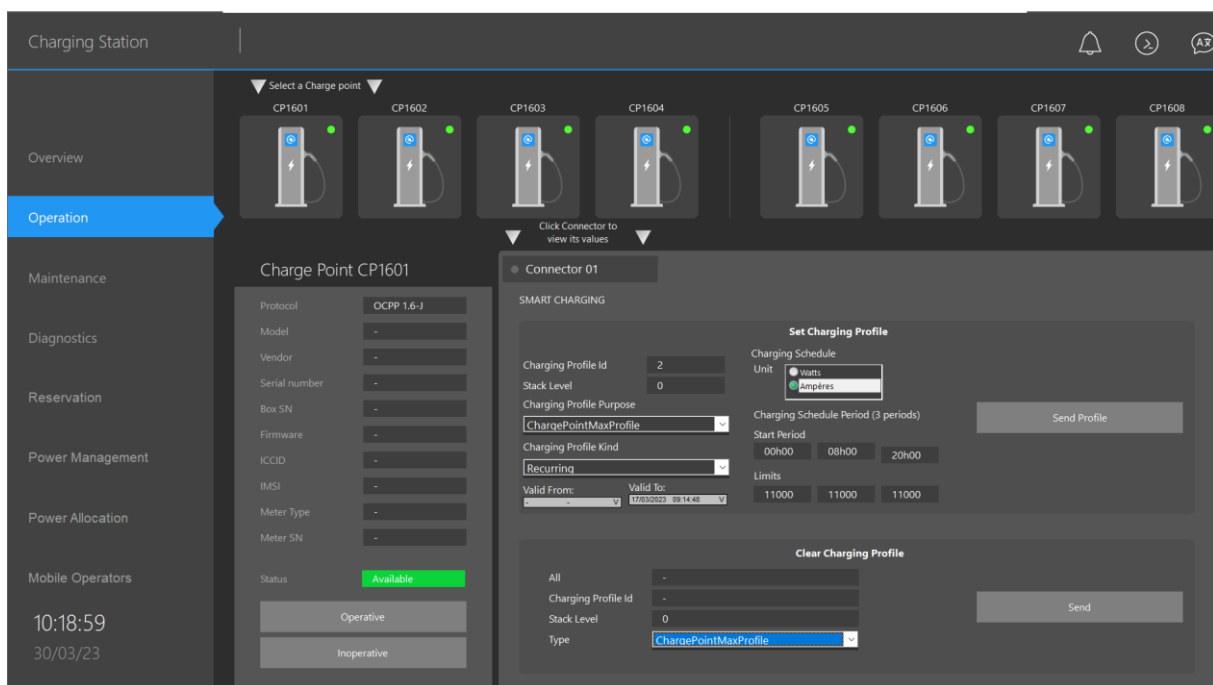 Charging Station
Select a Charge point
CP1601 CP1602 CP1603 CP1604 CP1605 CP1606 CP1607 CP1608
Overview
Operation
Maintenance
Diagnostics
Reservation
Power Management
Power Allocation
Mobile Operators
10:18:59
30/03/23
Click Connector to
view its values
Charge Point CP1601
Protocol OCPP 1.6-J
Model -
Vendor -
Serial number -
Box SN -
Firmware -
ICCID -
IMSI -
Meter Type -
Meter SN -
Status Available
Operative
Inoperative
Connector 01
SMART CHARGING
Set Charging Profile
Charging Profile Id 2
Stack Level 0
Charging Profile Purpose
ChargePointMaxProfile
Charging Profile Kind
Recurring
Valid From: Valid To:
- - V 17/03/2023 09:14:48 V
Charging Schedule
Unit Watts
Ampères
Charging Schedule Period (3 periods)
Start Period
00h00 08h00 20h00
Limits
11000 11000 11000
Send Profile
Clear Charging Profile
All -
Charging Profile Id -
Stack Level 0
Type ChargePointMaxProfile
Send